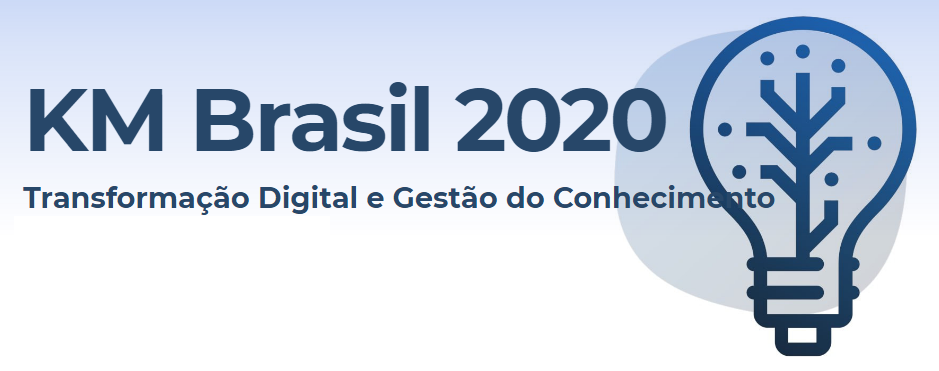 KM Brasil 2020
Transformação Digital e Gestão do Conhecimento